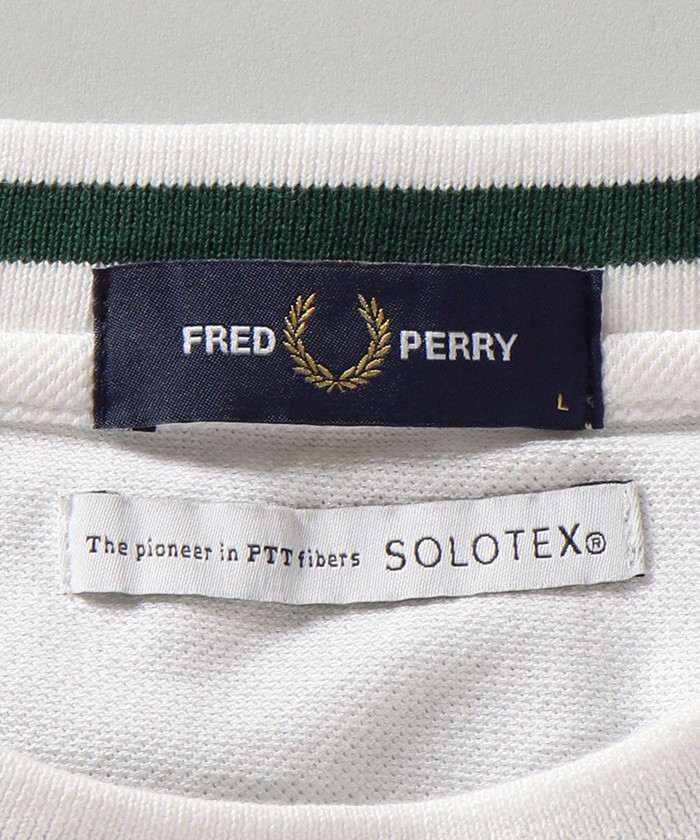 FRED PERRY
L
The pioneer in PTT fibers SOLOTEX®